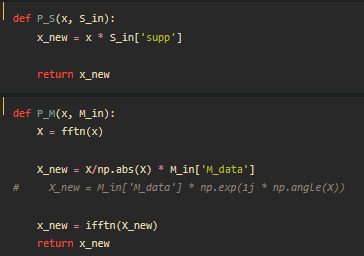 def P_S(x, S_in):
    x_new = x * S_in['supp']
    return x_new
def P_M(x, M_in):
    X = fftn(x)
    X_new = X/np.abs(X) * M_in['M_data']
#     X_new = M_in['M_data'] * np.exp(1j * np.angle(X))
    x_new = ifftn(X_new)
    return x_new